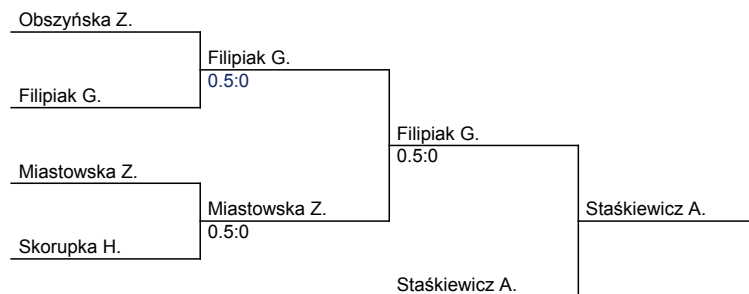 Obszyńska Z.
Filipiak G.
0.5:0
Filipiak G.
Filipiak G.
0.5:0
Miastowska Z.
Miastowska Z.
0.5:0
Staśkiewicz A.
Skorupka H.
Staśkiewicz A.